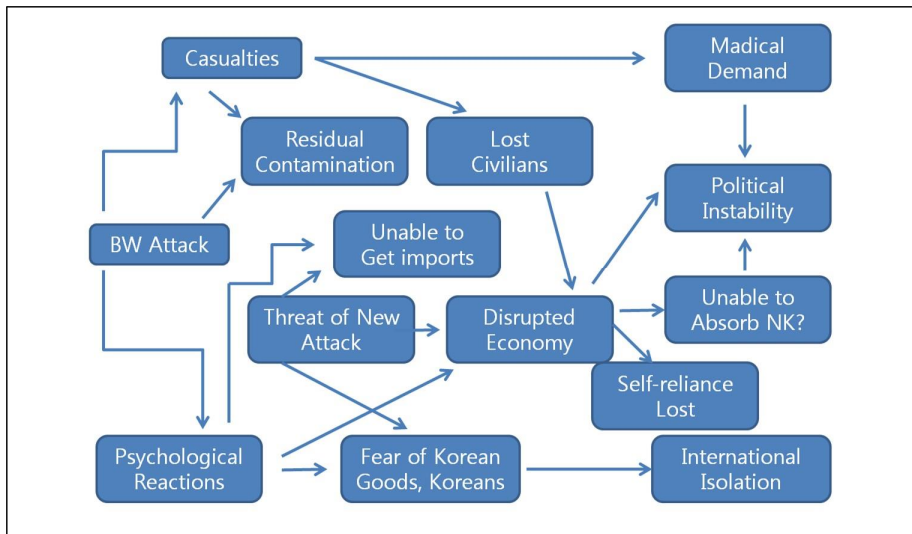 Casualties
Madical
Demand
Residual
Contamination
Lost
Civilians
Political
Instability
BW Attack
Unable to
Get imports
Threat of New
Attack
Disrupted
Economy
Unable to
Absorb NK?
Self-reliance
Lost
Psychological
Reactions
Fear of Korean
Goods, Koreans
International
Isolation